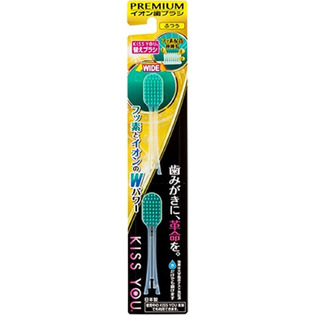 PREMIUM
イオン歯ブラシ
ふつう
KISS YOU
替えブラシ
WIDE
フッ素とイオンのWパワー
歯みがきに、革命を。
KISS YOU
日本製